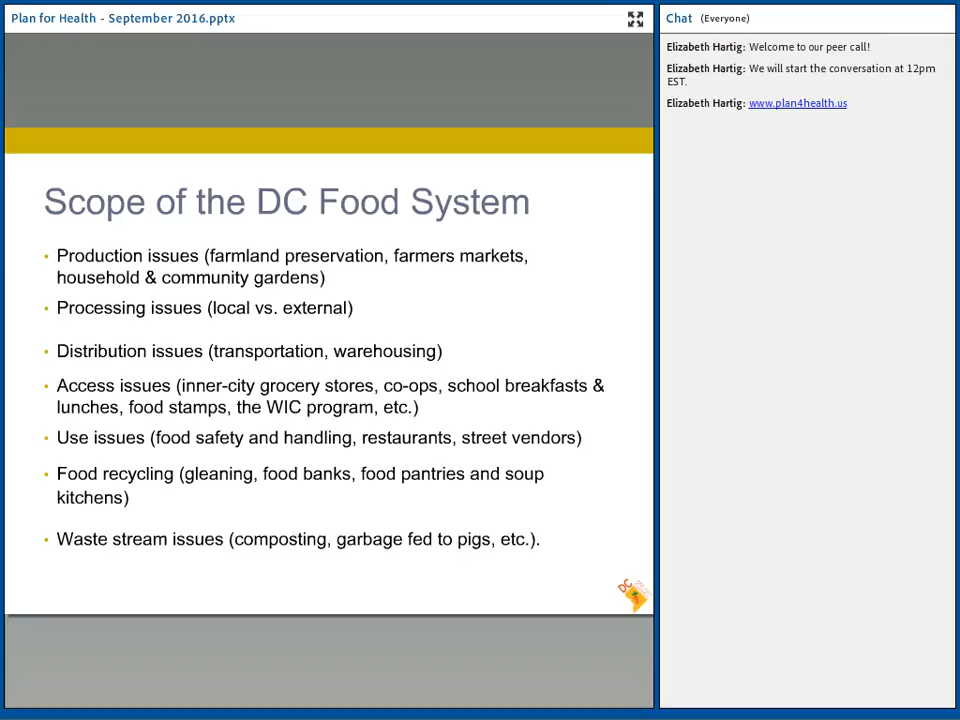 Plan for Health - September 2016.pptx
Scope of the DC Food System
• Production issues (farmland preservation, farmers markets,
household & community gardens)
• Processing issues (local vs. external)
• Distribution issues (transportation, warehousing)
• Access issues (inner-city grocery stores, co-ops, school breakfasts &
lunches, food stamps, the WIC program, etc.)
• Use issues (food safety and handling, restaurants, street vendors)
• Food recycling (gleaning, food banks, food pantries and soup
kitchens)
• Waste stream issues (composting, garbage fed to pigs, etc.).
DC
Chat (Everyone)
Elizabeth Hartig: Welcome to our peer call!
Elizabeth Hartig: We will start the conversation at 12pm
EST.
Elizabeth Hartig: www.plan4health.us